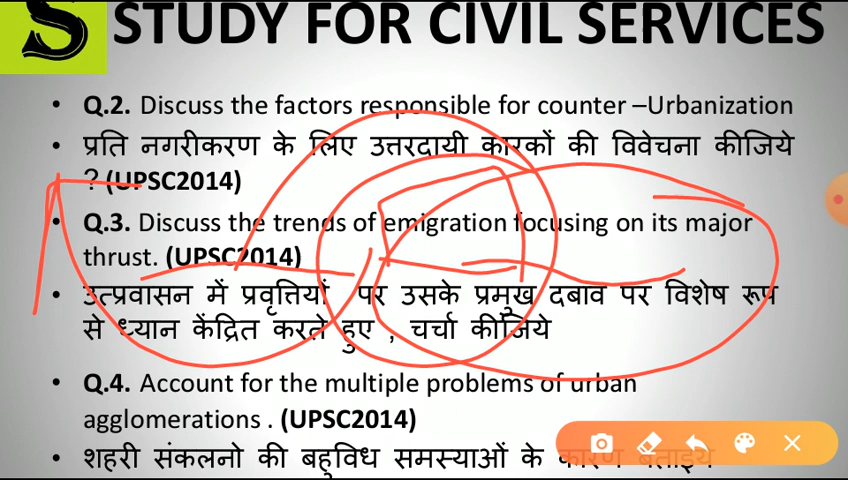 S STUDY FOR CIVIL SERVICES
• Q.2. Discuss the factors responsible for counter –Urbanization
• प्रति नगरीकरण के लिए उत्तरदायी कारकों की विवेचना कीजिये
? (UPSC2014)
• Q.3. Discuss the trends of emigration focusing on its major
thrust. (UPSC2014)
• उत्प्रवासन में प्रवृत्तियों पर उसके प्रमुख दबाव पर विशेष रूप
से ध्यान केंद्रित करते हुए , चर्चा कीजिये
• Q.4. Account for the multiple problems of urban
agglomerations . (UPSC2014)
• शहरी संकलनो की बहुविध समस्याओं के कारण बताइये